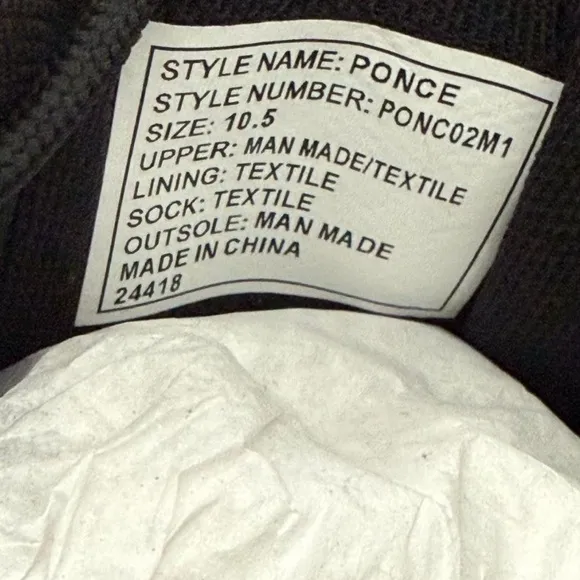 STYLE NAME: PONCE
STYLE NUMBER: PONC02M1
SIZE: 10.5
UPPER: MAN MADE/TEXTILE
LINING: TEXTILE
SOCK: TEXTILE
OUTSOLE: MAN MADE
MADE IN CHINA
24418